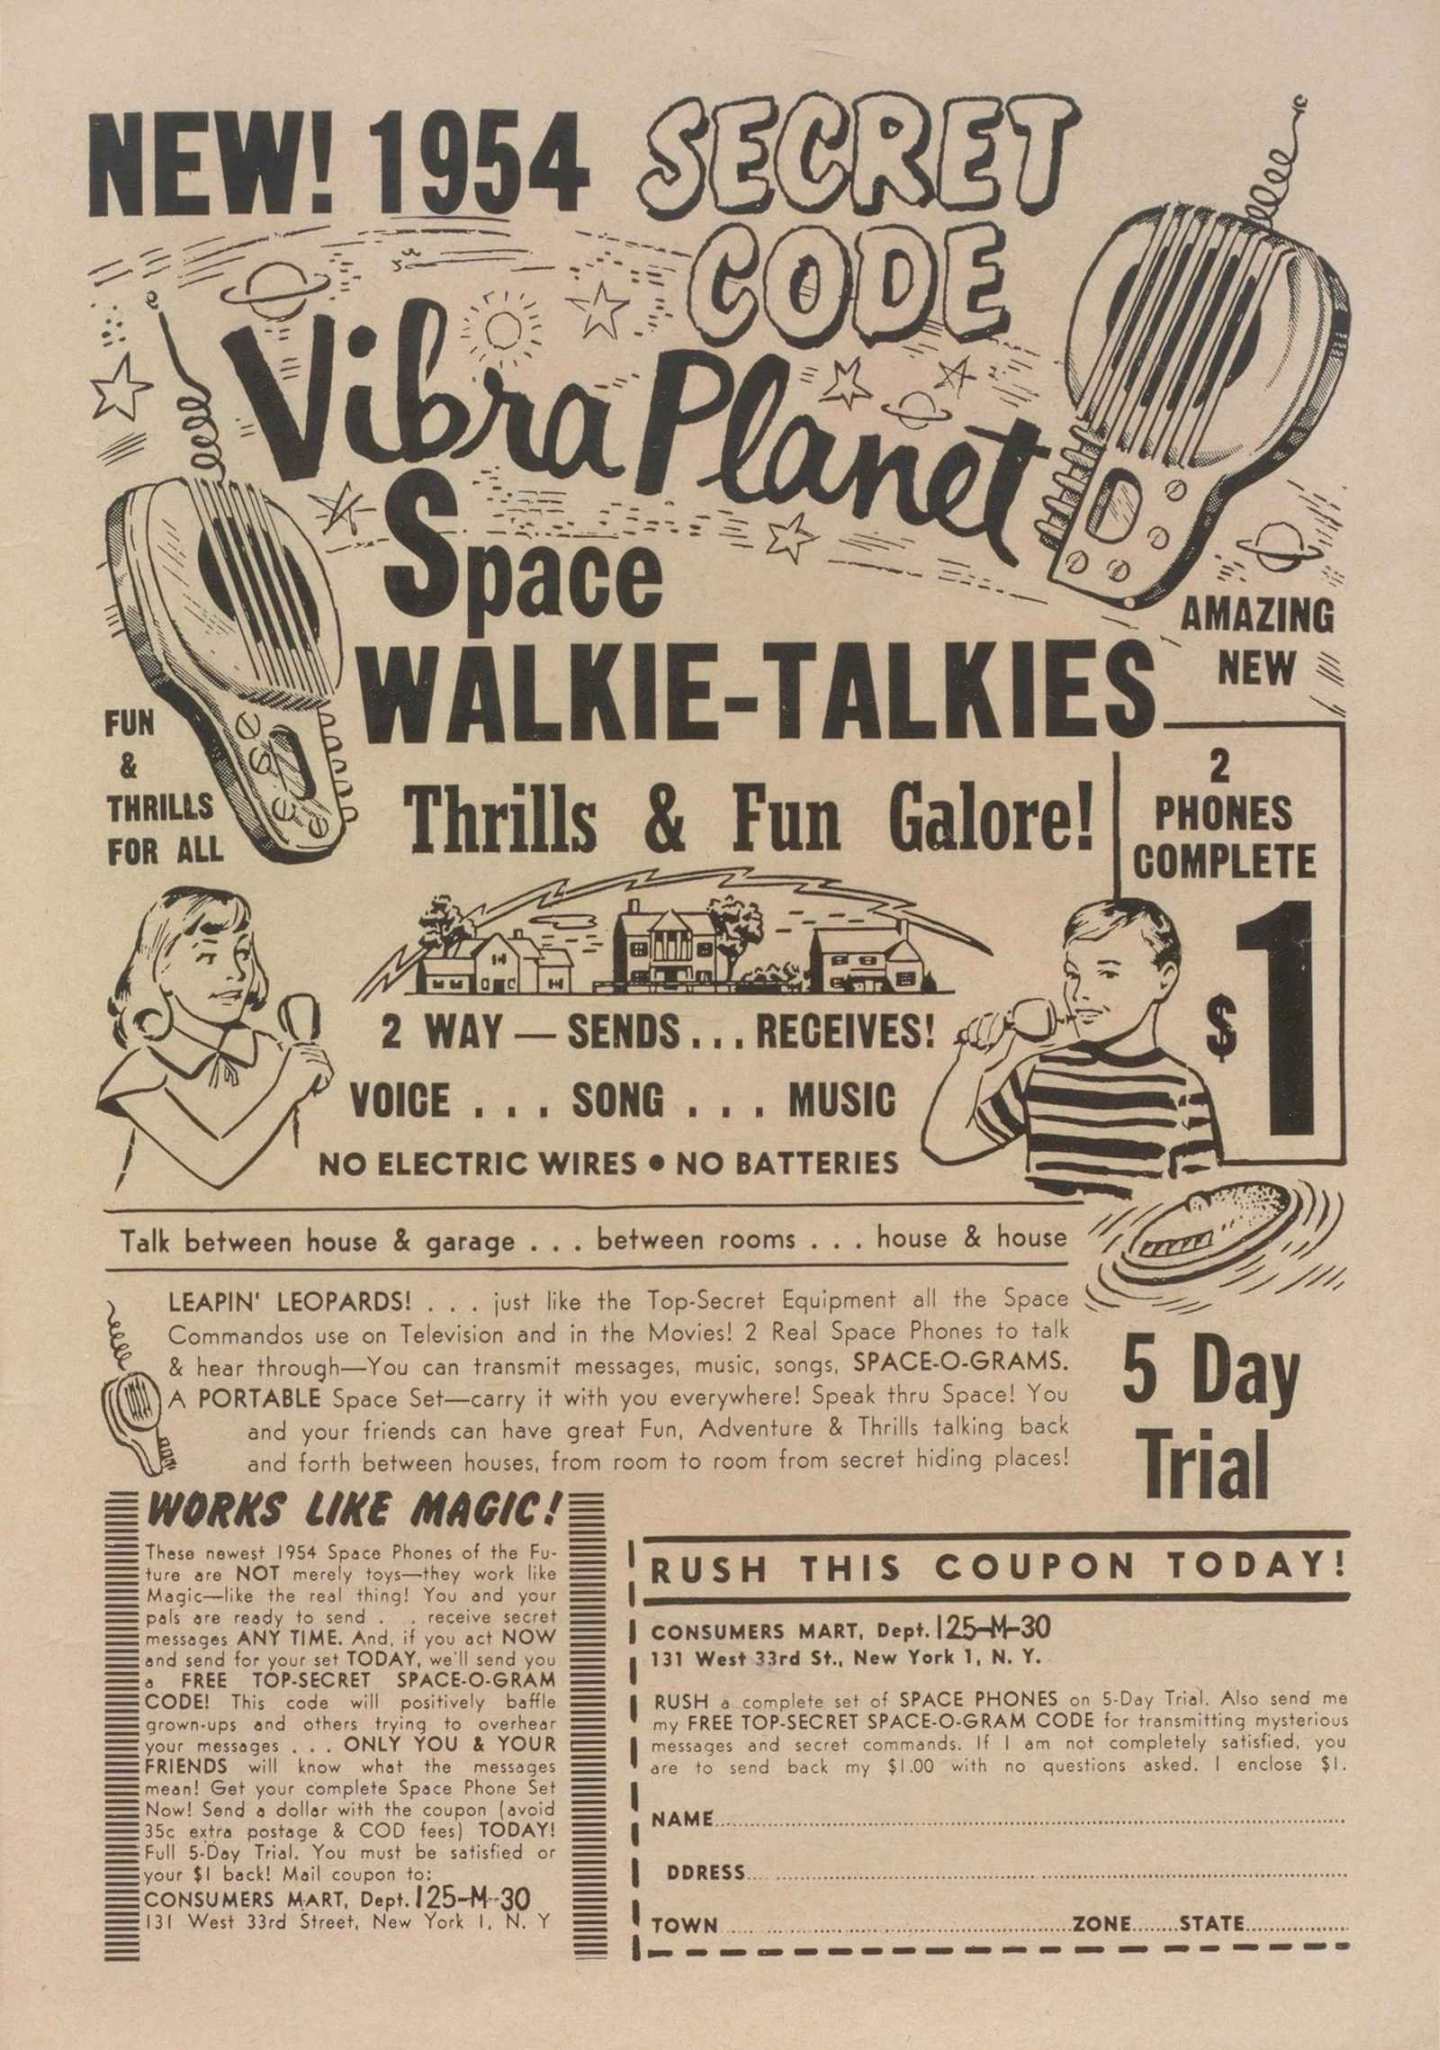 NEW! 1954 SECRET
CODE
Vibra Planet
Space
WALKIE-TALKIES
AMAZING
NEW
FUN
&
THRILLS
FOR ALL
Thrills & Fun Galore!
2
PHONES
COMPLETE
$1
2 WAY — SENDS . . . RECEIVES!
VOICE . . . SONG . . . MUSIC
NO ELECTRIC WIRES • NO BATTERIES
Talk between house & garage . . . between rooms . . . house & house
LEAPIN' LEOPARDS! . . . just like the Top-Secret Equipment all the Space
Commandos use on Television and in the Movies! 2 Real Space Phones to talk
& hear through—You can transmit messages, music, songs, SPACE-O-GRAMS.
A PORTABLE Space Set—carry it with you everywhere! Speak thru Space! You
and your friends can have great Fun, Adventure & Thrills talking back
and forth between houses, from room to room from secret hiding places!
5 Day
Trial
WORKS LIKE MAGIC!
These newest 1954 Space Phones of the Fu-
ture are NOT merely toys—they work like
Magic—like the real thing! You and your
pals are ready to send . . receive secret
messages ANY TIME. And, if you act NOW
and send for your set TODAY, we'll send you
a FREE TOP-SECRET SPACE-O-GRAM
CODE! This code will positively baffle
grown-ups and others trying to overhear
your messages . . . ONLY YOU & YOUR
FRIENDS will know what the messages
mean! Get your complete Space Phone Set
Now! Send a dollar with the coupon (avoid
35c extra postage & COD fees) TODAY!
Full 5-Day Trial. You must be satisfied or
your $1 back! Mail coupon to:
CONSUMERS MART, Dept. 125-M-30
131 West 33rd Street, New York 1, N. Y
RUSH THIS COUPON TODAY!
CONSUMERS MART, Dept. 125-M-30
131 West 33rd St., New York 1, N. Y.
RUSH a complete set of SPACE PHONES on 5-Day Trial. Also send me
my FREE TOP-SECRET SPACE-O-GRAM CODE for transmitting mysterious
messages and secret commands. If I am not completely satisfied, you
are to send back my $1.00 with no questions asked. I enclose $1.
NAME
DDRESS
TOWN ZONE STATE